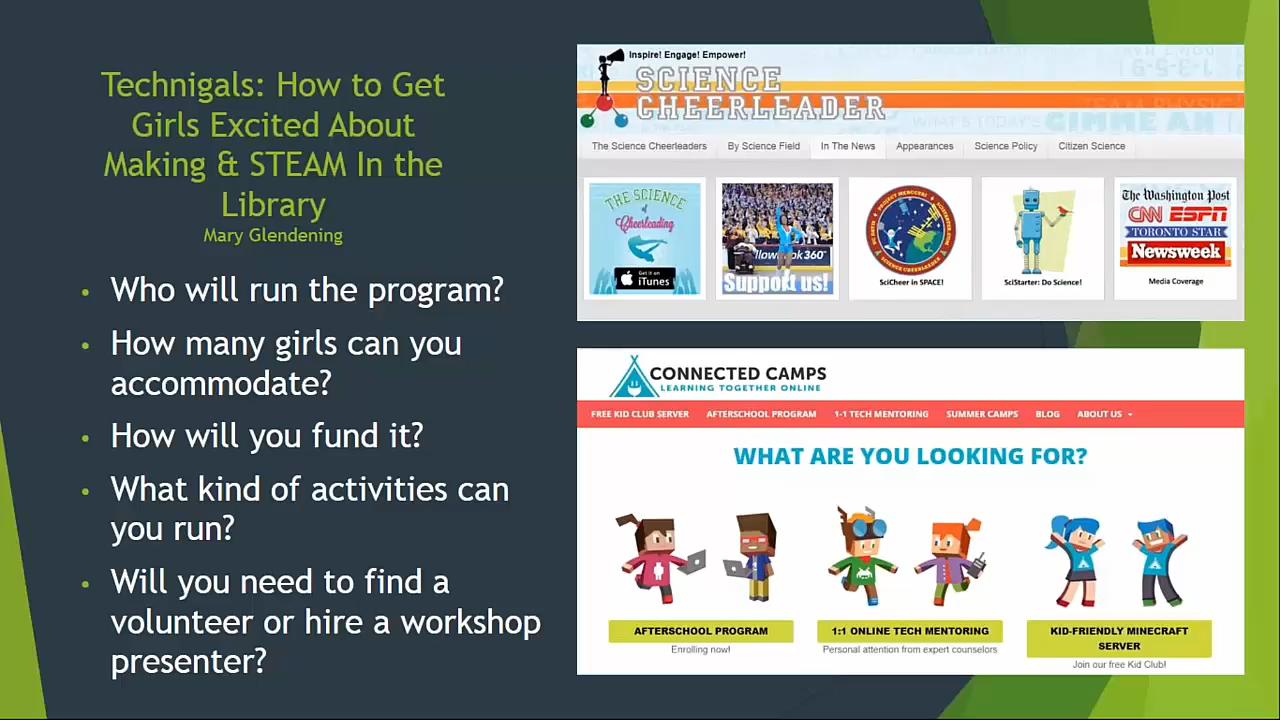 Technigals: How to Get
Girls Excited About
Making & STEAM In the
Library
Mary Glendening
• Who will run the program?
• How many girls can you
accommodate?
• How will you fund it?
• What kind of activities can
you run?
• Will you need to find a
volunteer or hire a workshop
presenter?
Inspire! Engage! Empower!
SCIENCE
CHEERLEADER
WHAT'S TODAY'S GIMME AN
The Science Cheerleaders By Science Field In The News Appearances Science Policy Citizen Science
THE SCIENCE
of
Cheerleading
Get it on
iTunes
Support us!
SciCheer in SPACE!
SciStarter: Do Science!
The Washington Post
CNN ESPN
TORONTO STAR
Newsweek
Media Coverage
CONNECTED CAMPS
LEARNING TOGETHER ONLINE
FREE KID CLUB SERVER AFTERSCHOOL PROGRAM 1-1 TECH MENTORING SUMMER CAMPS BLOG ABOUT US
WHAT ARE YOU LOOKING FOR?
AFTERSCHOOL PROGRAM
Enrolling now!
1:1 ONLINE TECH MENTORING
Personal attention from expert counselors
KID-FRIENDLY MINECRAFT
SERVER
Join our free Kid Club!